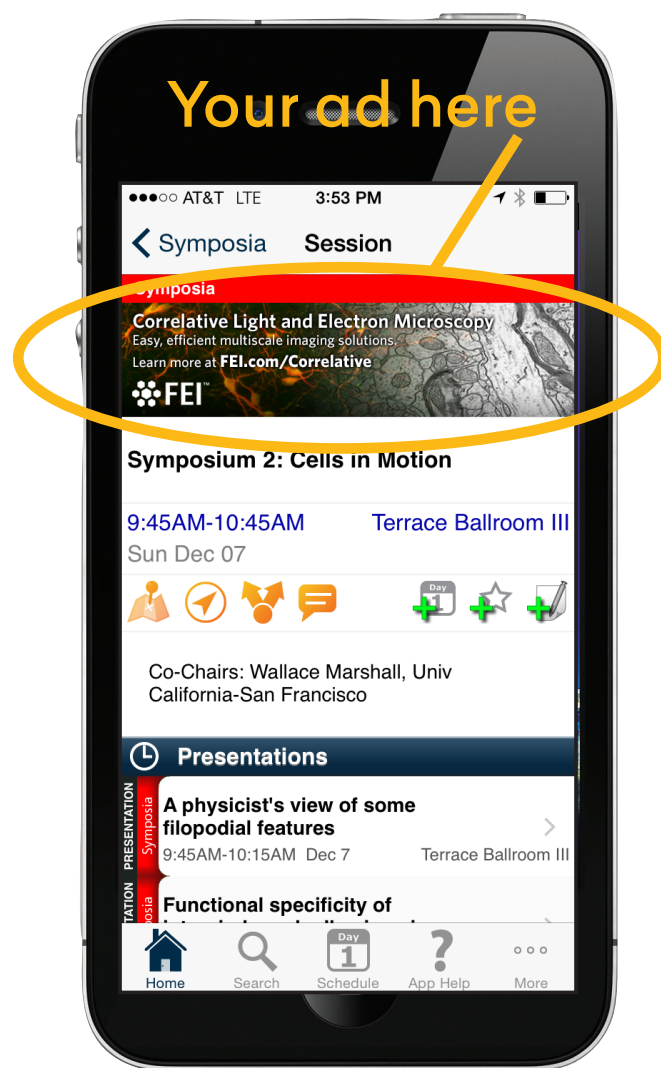 Your ad here
AT&T LTE 3:53 PM
Symposia Session
Symposia
Correlative Light and Electron Microscopy
Easy, efficient multiscale imaging solutions.
Learn more at FEI.com/Correlative
FEI™
Symposium 2: Cells in Motion
9:45AM-10:45AM Terrace Ballroom III
Sun Dec 07
Day
1
Co-Chairs: Wallace Marshall, Univ
California-San Francisco
Presentations
PRESENTATION
Symposia
A physicist's view of some
filopodial features
9:45AM-10:15AM Dec 7 Terrace Ballroom III
Functional specificity of
Day
1
?
Home Search Schedule App Help More